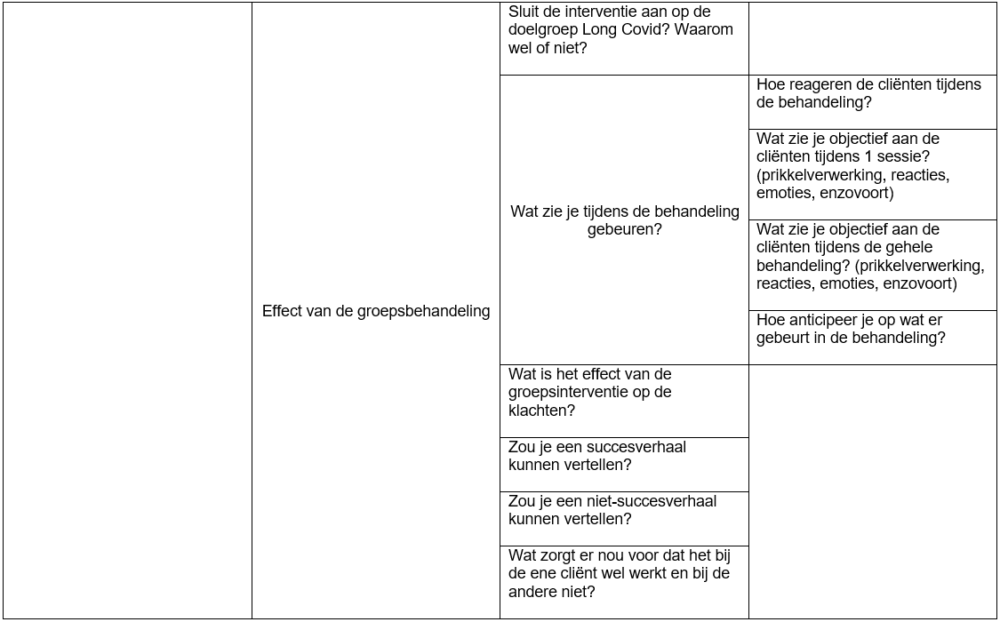 Sluit de interventie aan op de
doelgroep Long Covid? Waarom
wel of niet?
Effect van de groepsbehandeling
Wat zie je tijdens de behandeling
gebeuren?
Hoe reageren de cliënten tijdens
de behandeling?
Wat zie je objectief aan de
cliënten tijdens 1 sessie?
(prikkelverwerking, reacties,
emoties, enzovoort)
Wat zie je objectief aan de
cliënten tijdens de gehele
behandeling? (prikkelverwerking,
reacties, emoties, enzovoort)
Hoe anticipeer je op wat er
gebeurt in de behandeling?
Wat is het effect van de
groepsinterventie op de
klachten?
Zou je een succesverhaal
kunnen vertellen?
Zou je een niet-succesverhaal
kunnen vertellen?
Wat zorgt er nou voor dat het bij
de ene cliënt wel werkt en bij de
andere niet?